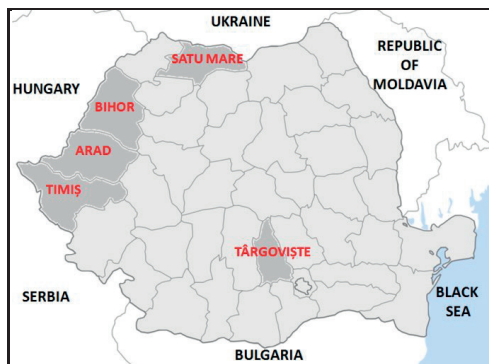 UKRAINE
REPUBLIC
OF
MOLDAVIA
SATU MARE
HUNGARY
BIHOR
ARAD
TIMIȘ
TÂRGOVIȘTE
SERBIA
BLACK
SEA
BULGARIA